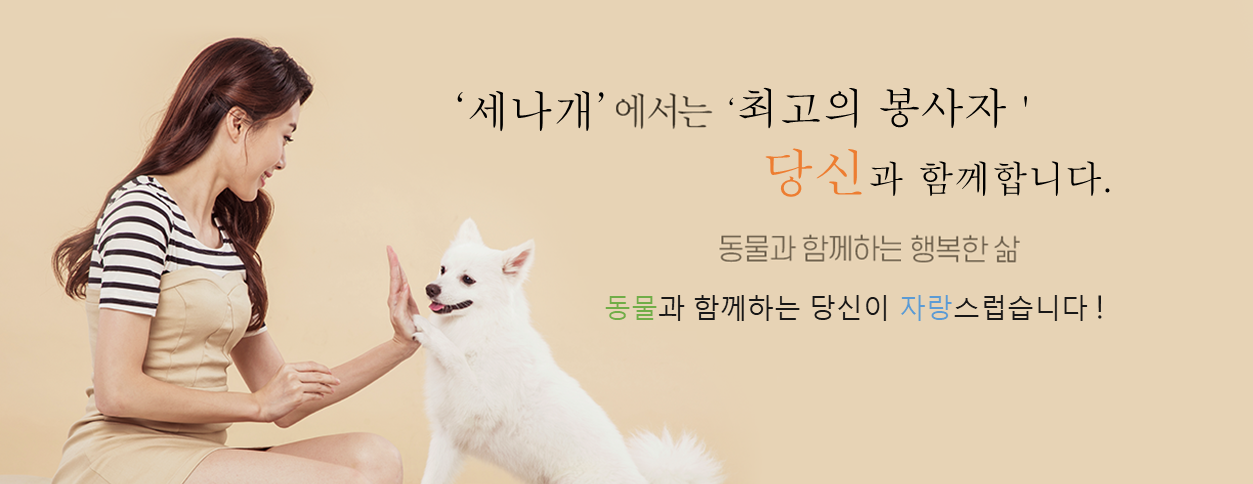 ‘세나개’ 에서는 ‘최고의 봉사자 '
당신과 함께합니다.
동물과 함께하는 행복한 삶
동물과 함께하는 당신이 자랑스럽습니다 !